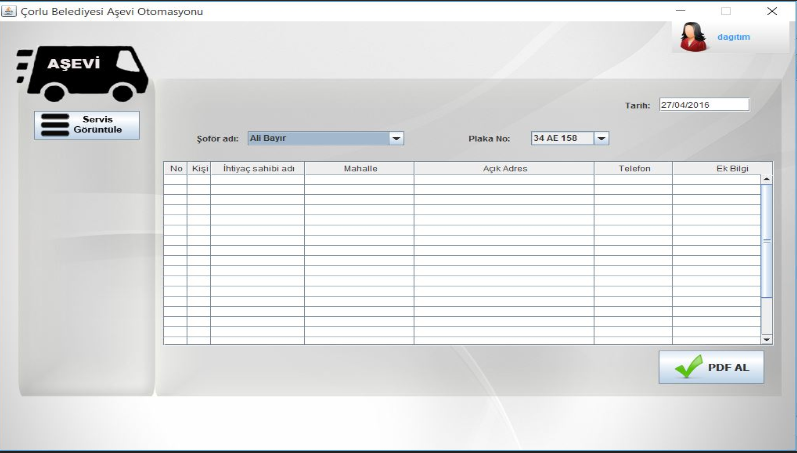 Çorlu Belediyesi Aşevi Otomasyonu
dagıtım
AŞEVİ
Servis
Görüntüle
Tarih: 27/04/2016
Şoför adı: Ali Bayır Plaka No: 34 AE 158
No Kişi İhtiyaç sahibi adı Mahalle Açık Adres Telefon Ek Bilgi
PDF AL